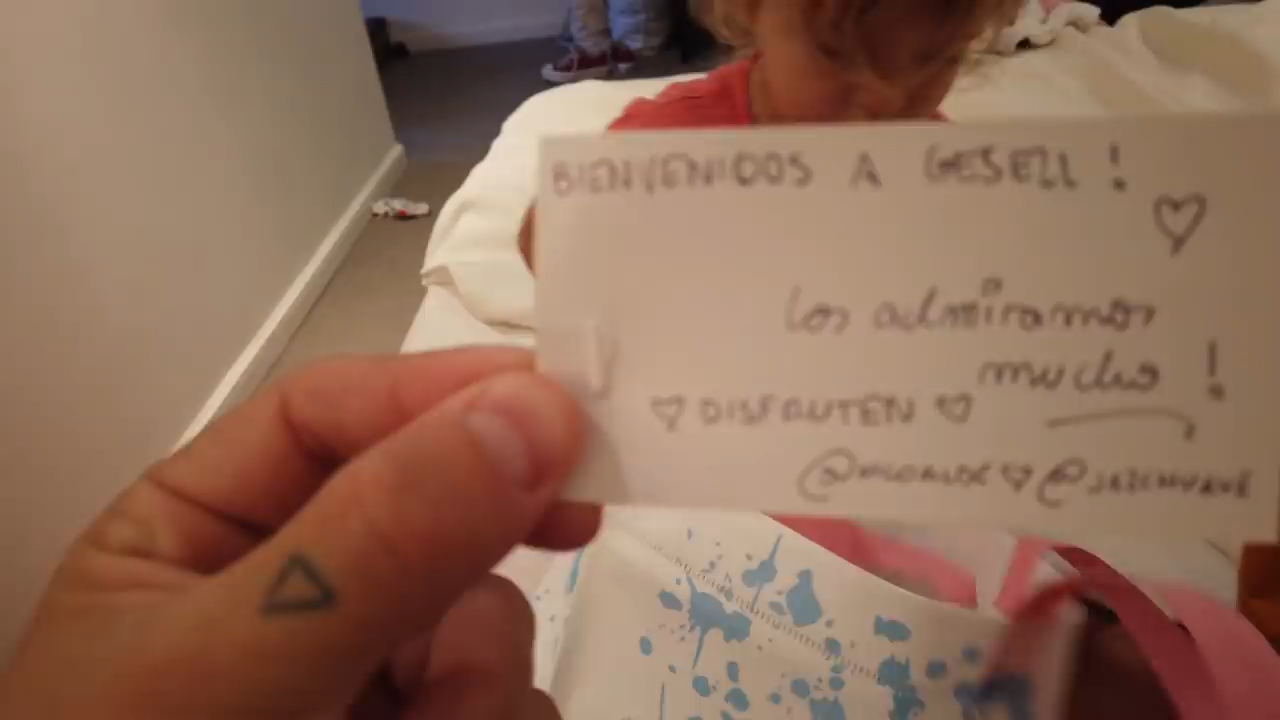 BIENVENIDOS A GESELL!
los admiramos
mucho!
♡ DISFRUTEN ♡